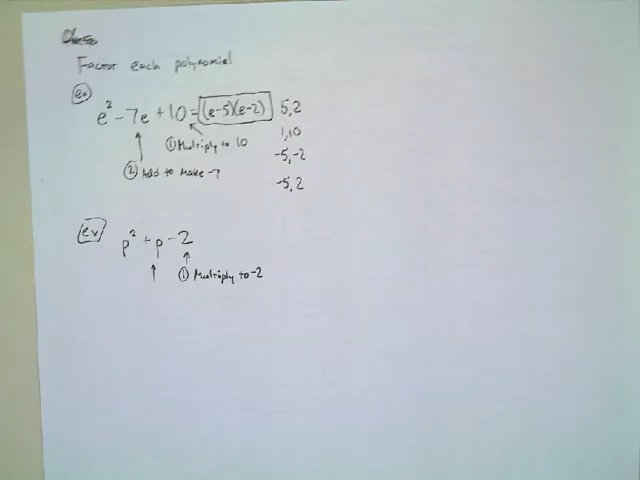 Factor each polynomial
ex e² - 7e + 10 = (e-5)(e-2) 5,2
① Multiply to 10 1,10
-5,-2
② Add to make -7
-5,2
ex p² + p - 2
① Multiply to -2